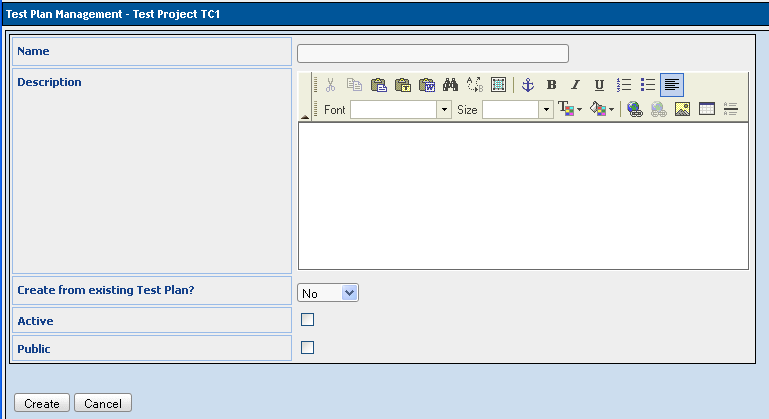 Test Plan Management - Test Project TC1
Name
Description
Font Size
B I U
Create from existing Test Plan? No
Active
Public
Create Cancel